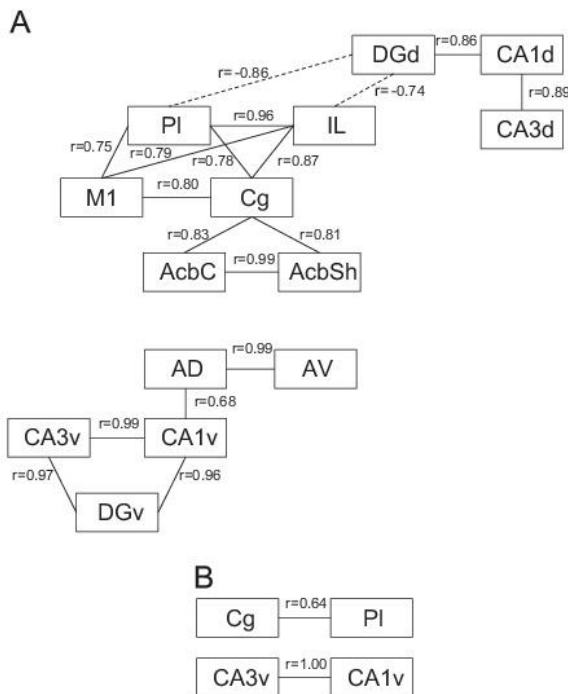 A
DGd r=0.86 CA1d
r= -0.86
r= -0.74
r=0.89
PI r=0.96 IL
CA3d
r=0.75
r=0.79
r=0.78
r=0.87
M1 r=0.80 Cg
r=0.83
r=0.81
AcbC r=0.99 AcbSh
AD r=0.99 AV
r=0.68
CA3v r=0.99 CA1v
r=0.97
r=0.96
DGv
B
Cg r=0.64 PI
CA3v r=1.00 CA1v